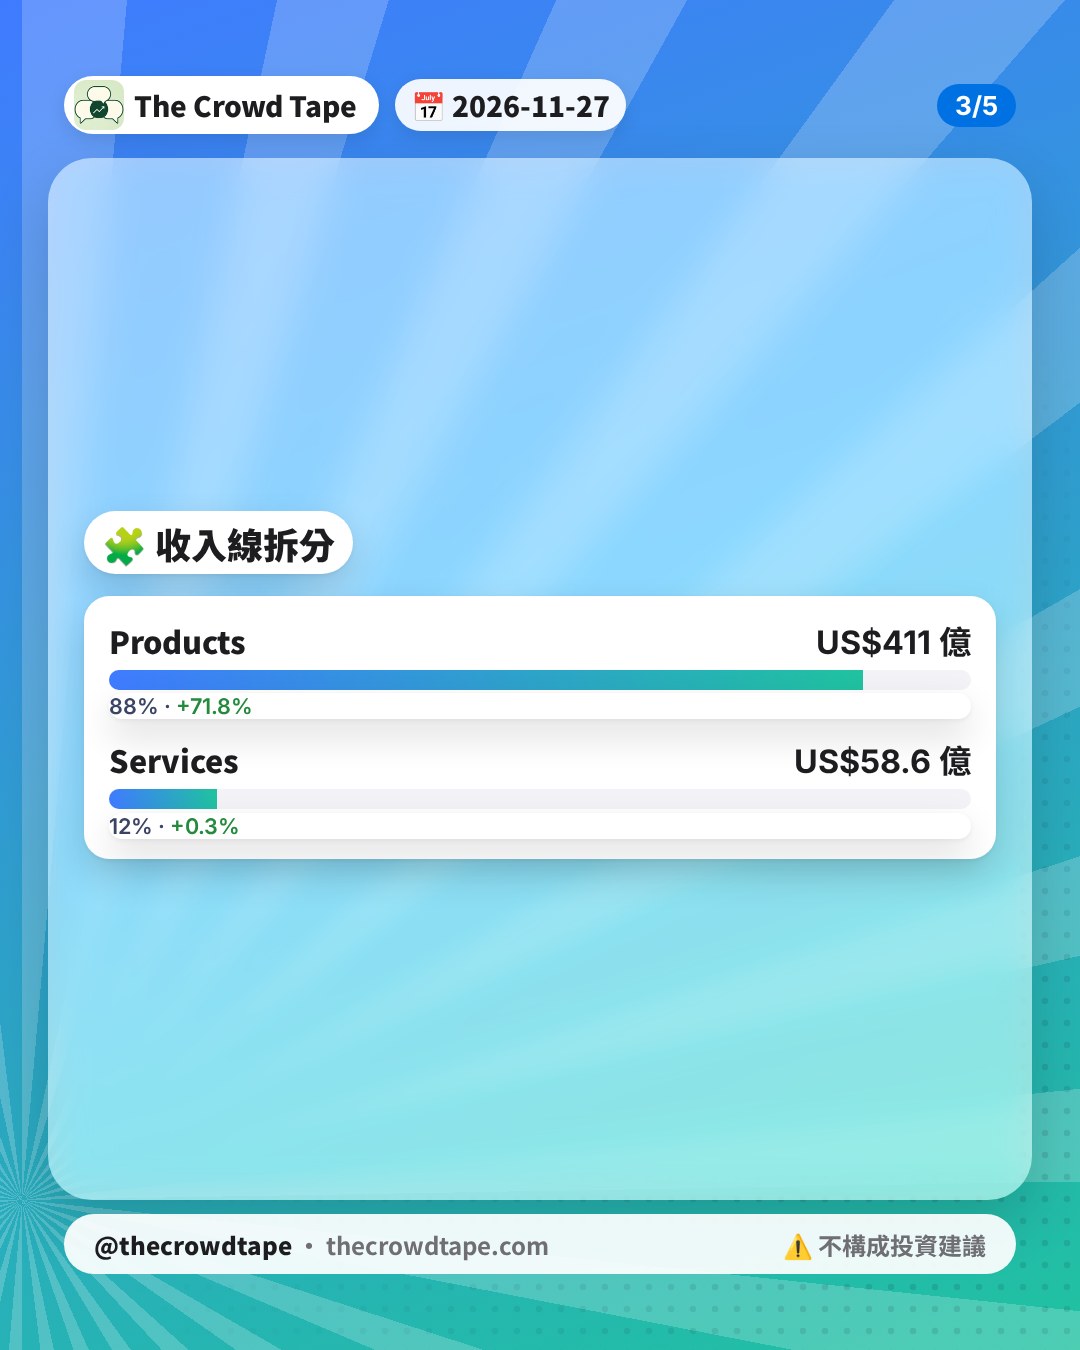 The Crowd Tape
2026-11-27
3/5
收入線拆分
Products US$411 億
88% · +71.8%
Services US$58.6 億
12% · +0.3%
@thecrowdtape • thecrowdtape.com
不構成投資建議